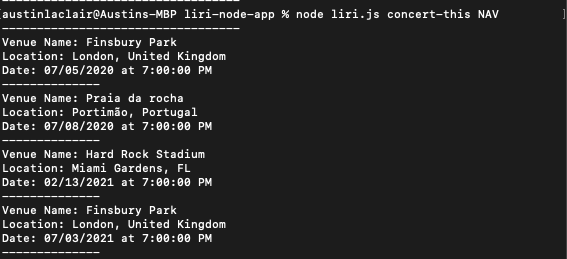 [austinlaclair@Austins-MBP liri-node-app % node liri.js concert-this NAV ]
----------------------------------
Venue Name: Finsbury Park
Location: London, United Kingdom
Date: 07/05/2020 at 7:00:00 PM
--------------
Venue Name: Praia da rocha
Location: Portimão, Portugal
Date: 07/08/2020 at 7:00:00 PM
--------------
Venue Name: Hard Rock Stadium
Location: Miami Gardens, FL
Date: 02/13/2021 at 7:00:00 PM
--------------
Venue Name: Finsbury Park
Location: London, United Kingdom
Date: 07/03/2021 at 7:00:00 PM
--------------